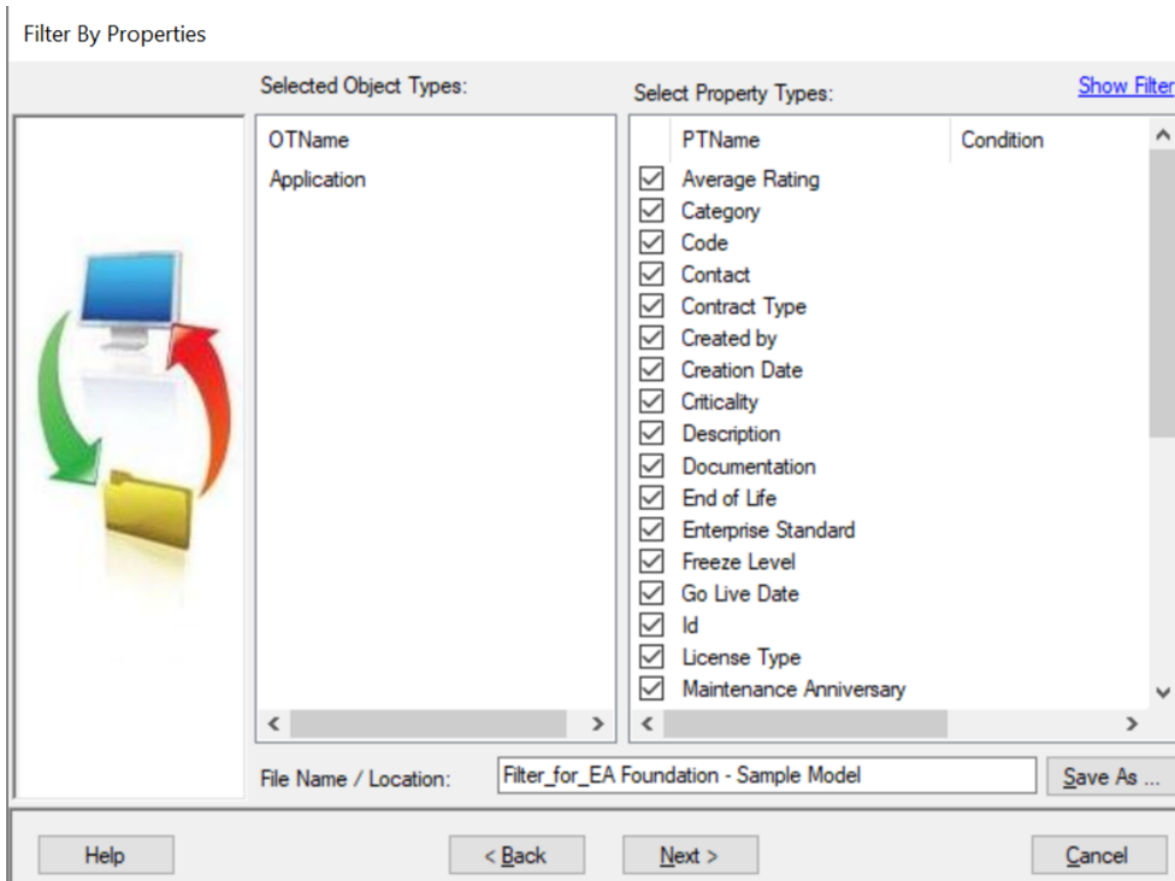 Filter By Properties
Selected Object Types:
Select Property Types:
Show Filter
OTName
Application
PTName Condition
Average Rating
Category
Code
Contact
Contract Type
Created by
Creation Date
Criticality
Description
Documentation
End of Life
Enterprise Standard
Freeze Level
Go Live Date
Id
License Type
Maintenance Anniversary
File Name / Location: Filter_for_EA Foundation - Sample Model Save As ...
Help < Back Next > Cancel